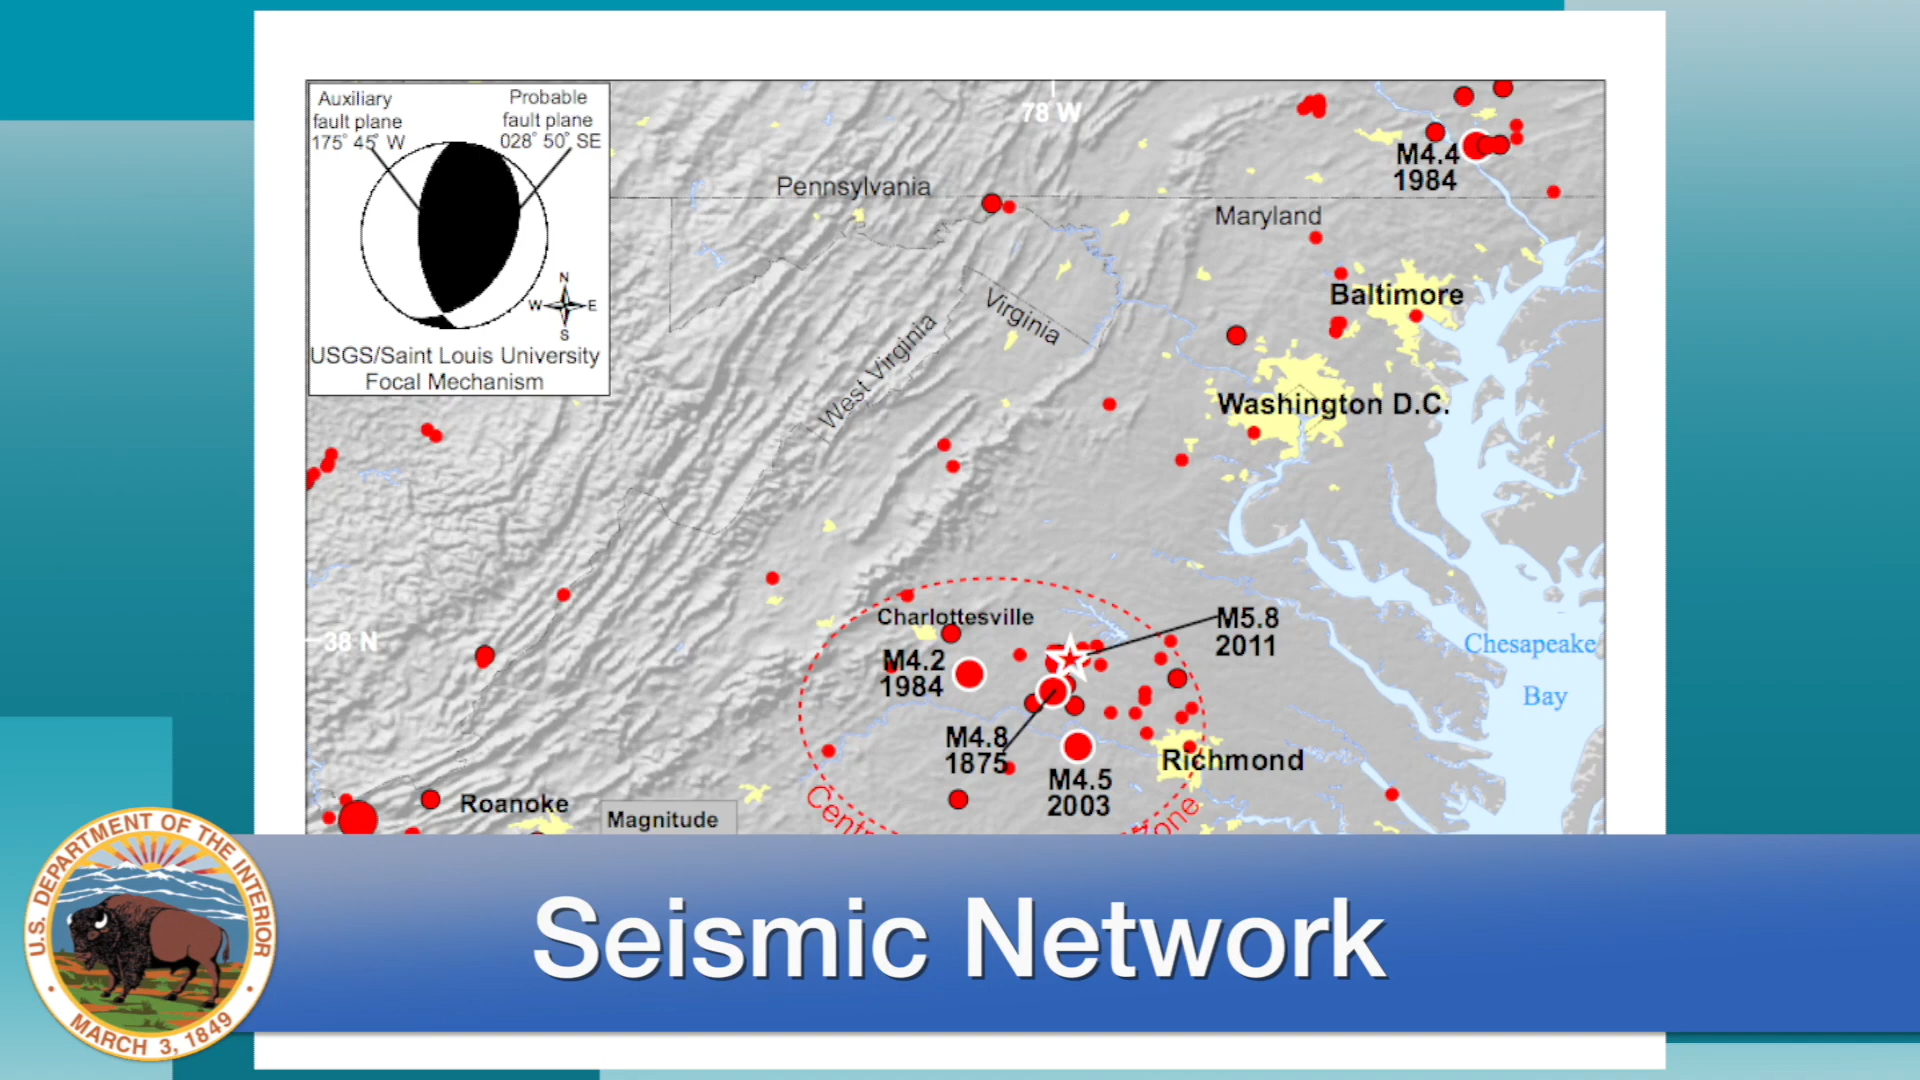 Auxiliary
fault plane
175° 45° W
Probable
fault plane
028° 50° SE
N
W
E
S
USGS/Saint Louis University
Focal Mechanism
78 W
Pennsylvania
M4.4
1984
Maryland
Baltimore
Virginia
West Virginia
Washington D.C.
38 N
Charlottesville
M5.8
2011
M4.2
1984
Chesapeake
Bay
M4.8
1875
M4.5
2003
Richmond
Roanoke
Magnitude
U.S. DEPARTMENT OF THE INTERIOR
MARCH 3, 1849
Seismic Network